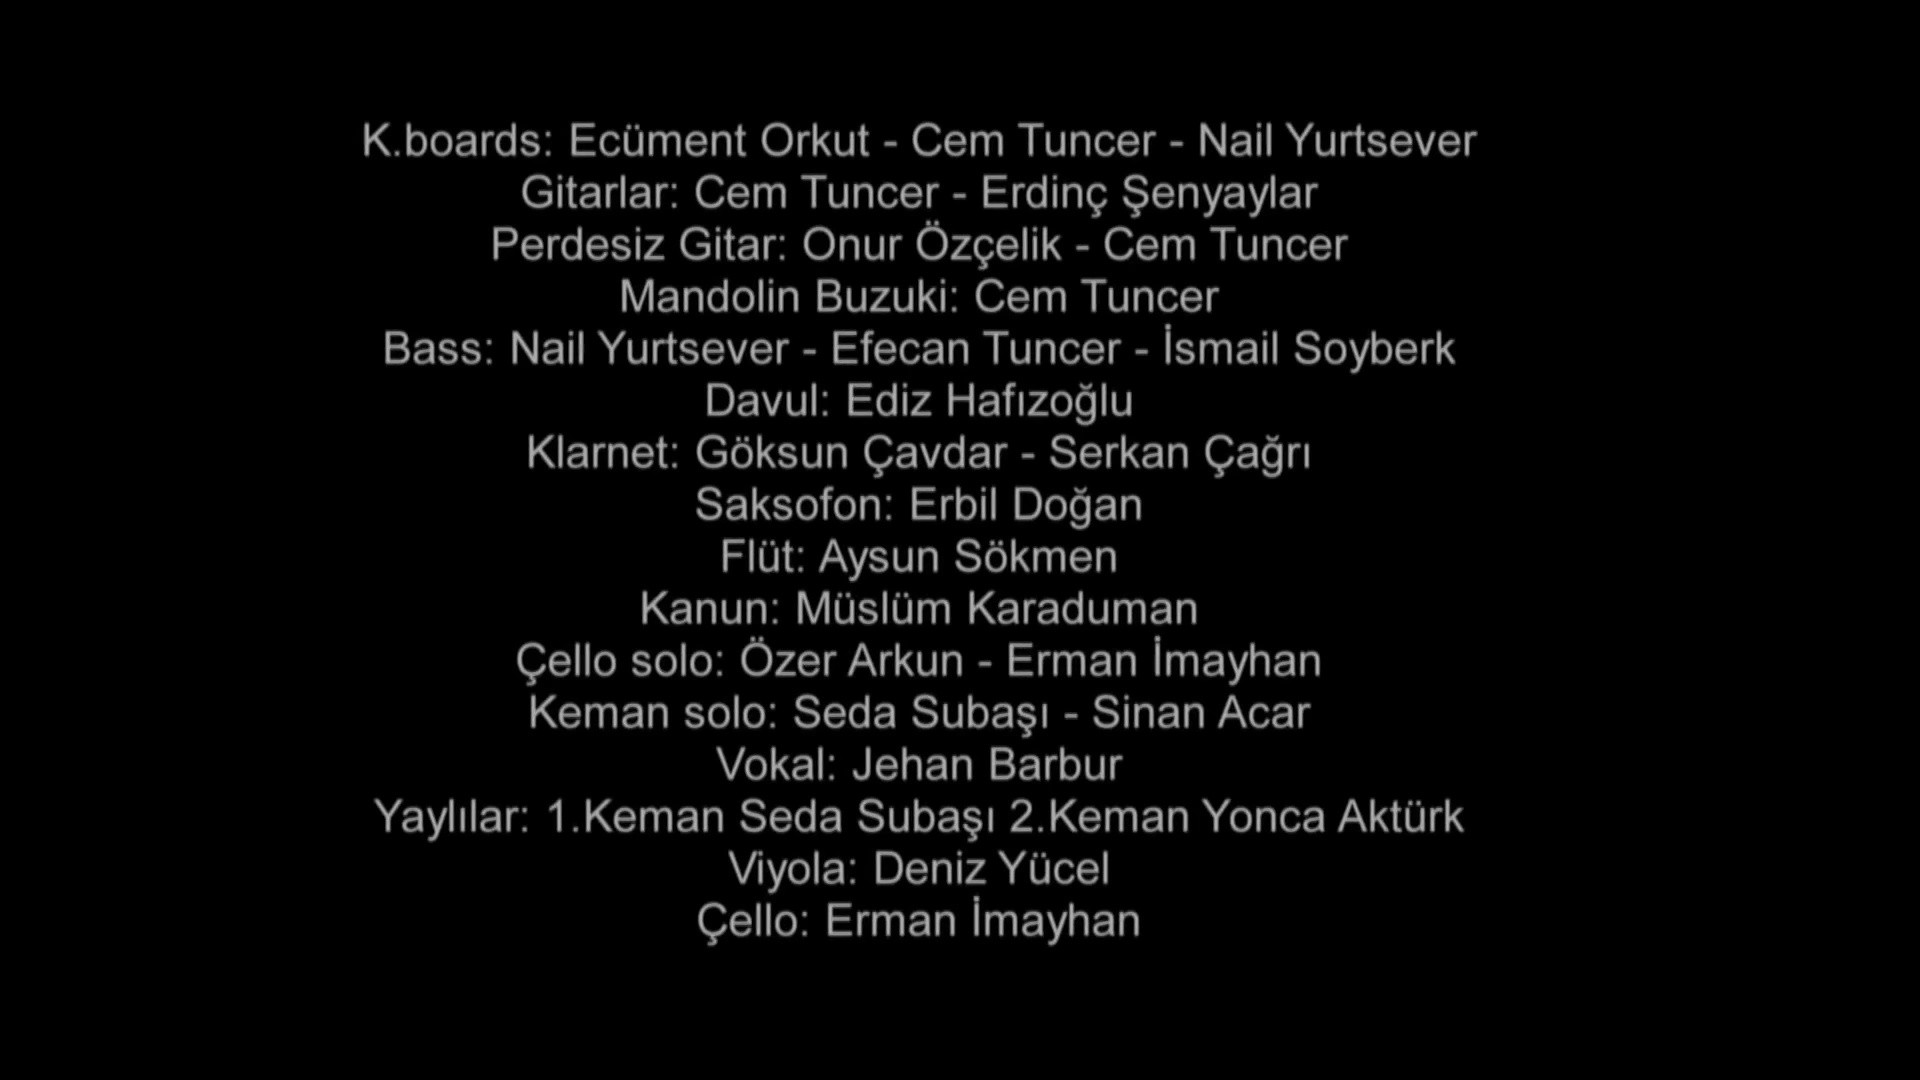 K.boards: Ecüment Orkut - Cem Tuncer - Nail Yurtsever
Gitarlar: Cem Tuncer - Erdinç Şenyaylar
Perdesiz Gitar: Onur Özçelik - Cem Tuncer
Mandolin Buzuki: Cem Tuncer
Bass: Nail Yurtsever - Efecan Tuncer - İsmail Soyberk
Davul: Ediz Hafızoğlu
Klarnet: Göksun Çavdar - Serkan Çağrı
Saksofon: Erbil Doğan
Flüt: Aysun Sökmen
Kanun: Müslüm Karaduman
Çello solo: Özer Arkun - Erman İmayhan
Keman solo: Seda Subaşı - Sinan Acar
Vokal: Jehan Barbur
Yaylılar: 1.Keman Seda Subaşı 2.Keman Yonca Aktürk
Viyola: Deniz Yücel
Çello: Erman İmayhan